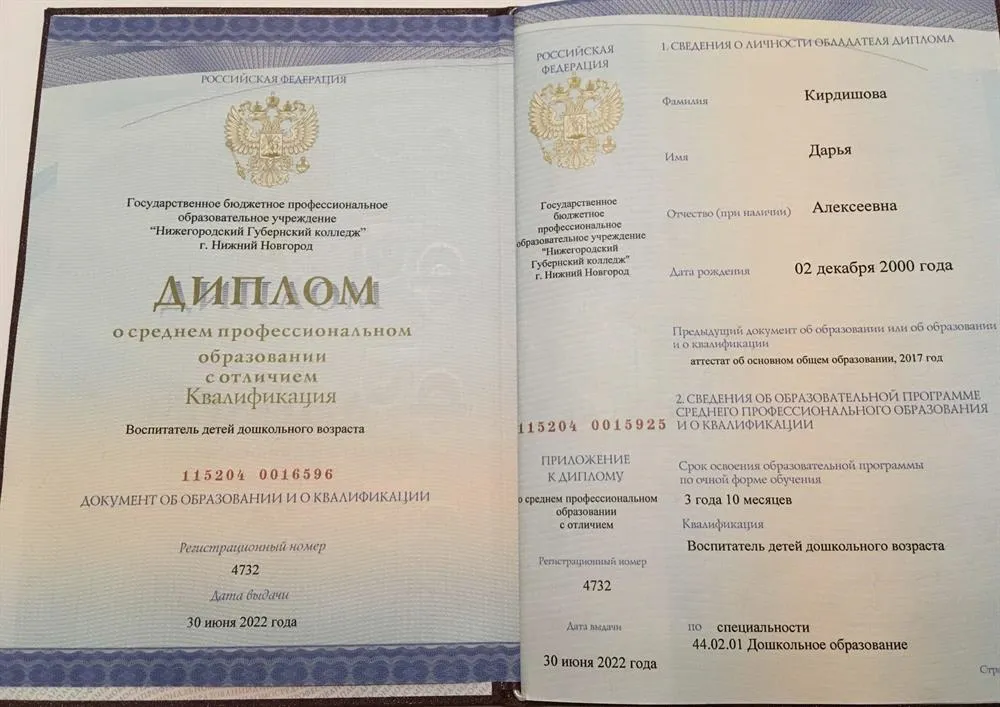 РОССИЙСКАЯ ФЕДЕРАЦИЯ
Государственное бюджетное профессиональное
образовательное учреждение
"Нижегородский Губернский колледж"
г. Нижний Новгород
ДИПЛОМ
о среднем профессиональном
образовании
с отличием
Квалификация
Воспитатель детей дошкольного возраста
115204 0016596
ДОКУМЕНТ ОБ ОБРАЗОВАНИИ И О КВАЛИФИКАЦИИ
Регистрационный номер
4732
Дата выдачи
30 июня 2022 года
РОССИЙСКАЯ
ФЕДЕРАЦИЯ
Государственное
бюджетное
профессиональное
образовательное учреждение
"Нижегородский
Губернский колледж"
г. Нижний Новгород
115204 0015925
ПРИЛОЖЕНИЕ
К ДИПЛОМУ
о среднем профессиональном
образовании
с отличием
Регистрационный номер
4732
Дата выдачи
30 июня 2022 года
1. СВЕДЕНИЯ О ЛИЧНОСТИ ОБЛАДАТЕЛЯ ДИПЛОМА
Фамилия Кирдишова
Имя Дарья
Отчество (при наличии) Алексеевна
Дата рождения 02 декабря 2000 года
Предыдущий документ об образовании или об образовании
и о квалификации
аттестат об основном общем образовании, 2017 год
2. СВЕДЕНИЯ ОБ ОБРАЗОВАТЕЛЬНОЙ ПРОГРАММЕ
СРЕДНЕГО ПРОФЕССИОНАЛЬНОГО ОБРАЗОВАНИЯ
И О КВАЛИФИКАЦИИ
Срок освоения образовательной программы
по очной форме обучения
3 года 10 месяцев
Квалификация
Воспитатель детей дошкольного возраста
по специальности
44.02.01 Дошкольное образование